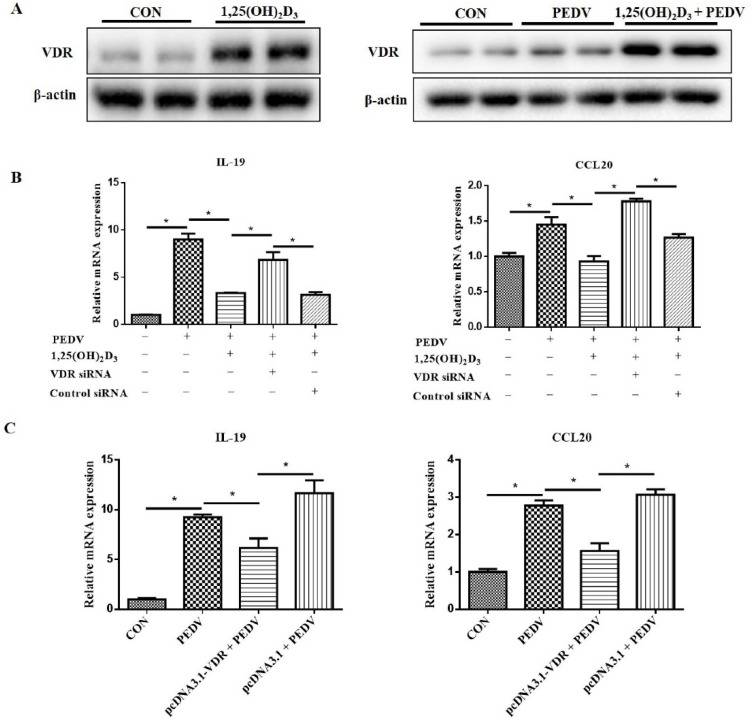 A
CON 1,25(OH)₂D₃
VDR
β-actin
CON PEDV 1,25(OH)₂D₃ + PEDV
VDR
β-actin
B
IL-19
Relative mRNA expression
15
10
5
0
* * * *
PEDV – + + + +
1,25(OH)₂D₃ – – + + +
VDR siRNA – – – + –
Control siRNA – – – – +
CCL20
Relative mRNA expression
2.0
1.5
1.0
0.5
0.0
* * * *
PEDV – + + + +
1,25(OH)₂D₃ – – + + +
VDR siRNA – – – + –
Control siRNA – – – – +
C
IL-19
Relative mRNA expression
15
10
5
0
* * *
CON
PEDV
pcDNA3.1-VDR + PEDV
pcDNA3.1 + PEDV
CCL20
Relative mRNA expression
4
3
2
1
0
* * *
CON
PEDV
pcDNA3.1-VDR + PEDV
pcDNA3.1 + PEDV